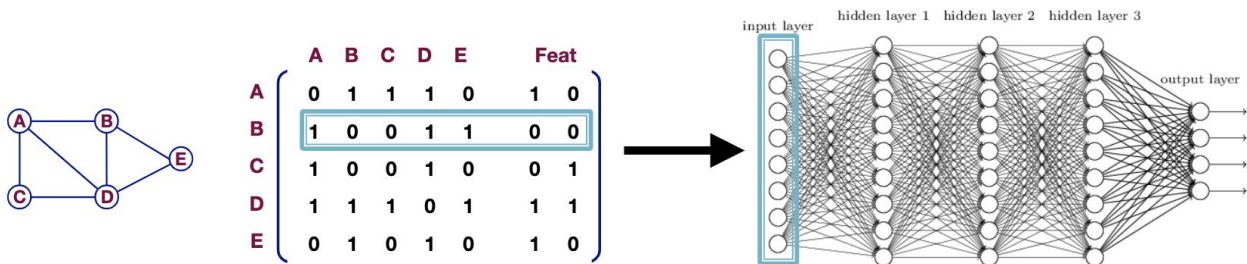 A B
E
C D
A B C D E Feat
A 0 1 1 1 0 1 0
B 1 0 0 1 1 0 0
C 1 0 0 1 0 0 1
D 1 1 1 0 1 1 1
E 0 1 0 1 0 1 0
input layer
hidden layer 1 hidden layer 2 hidden layer 3
output layer